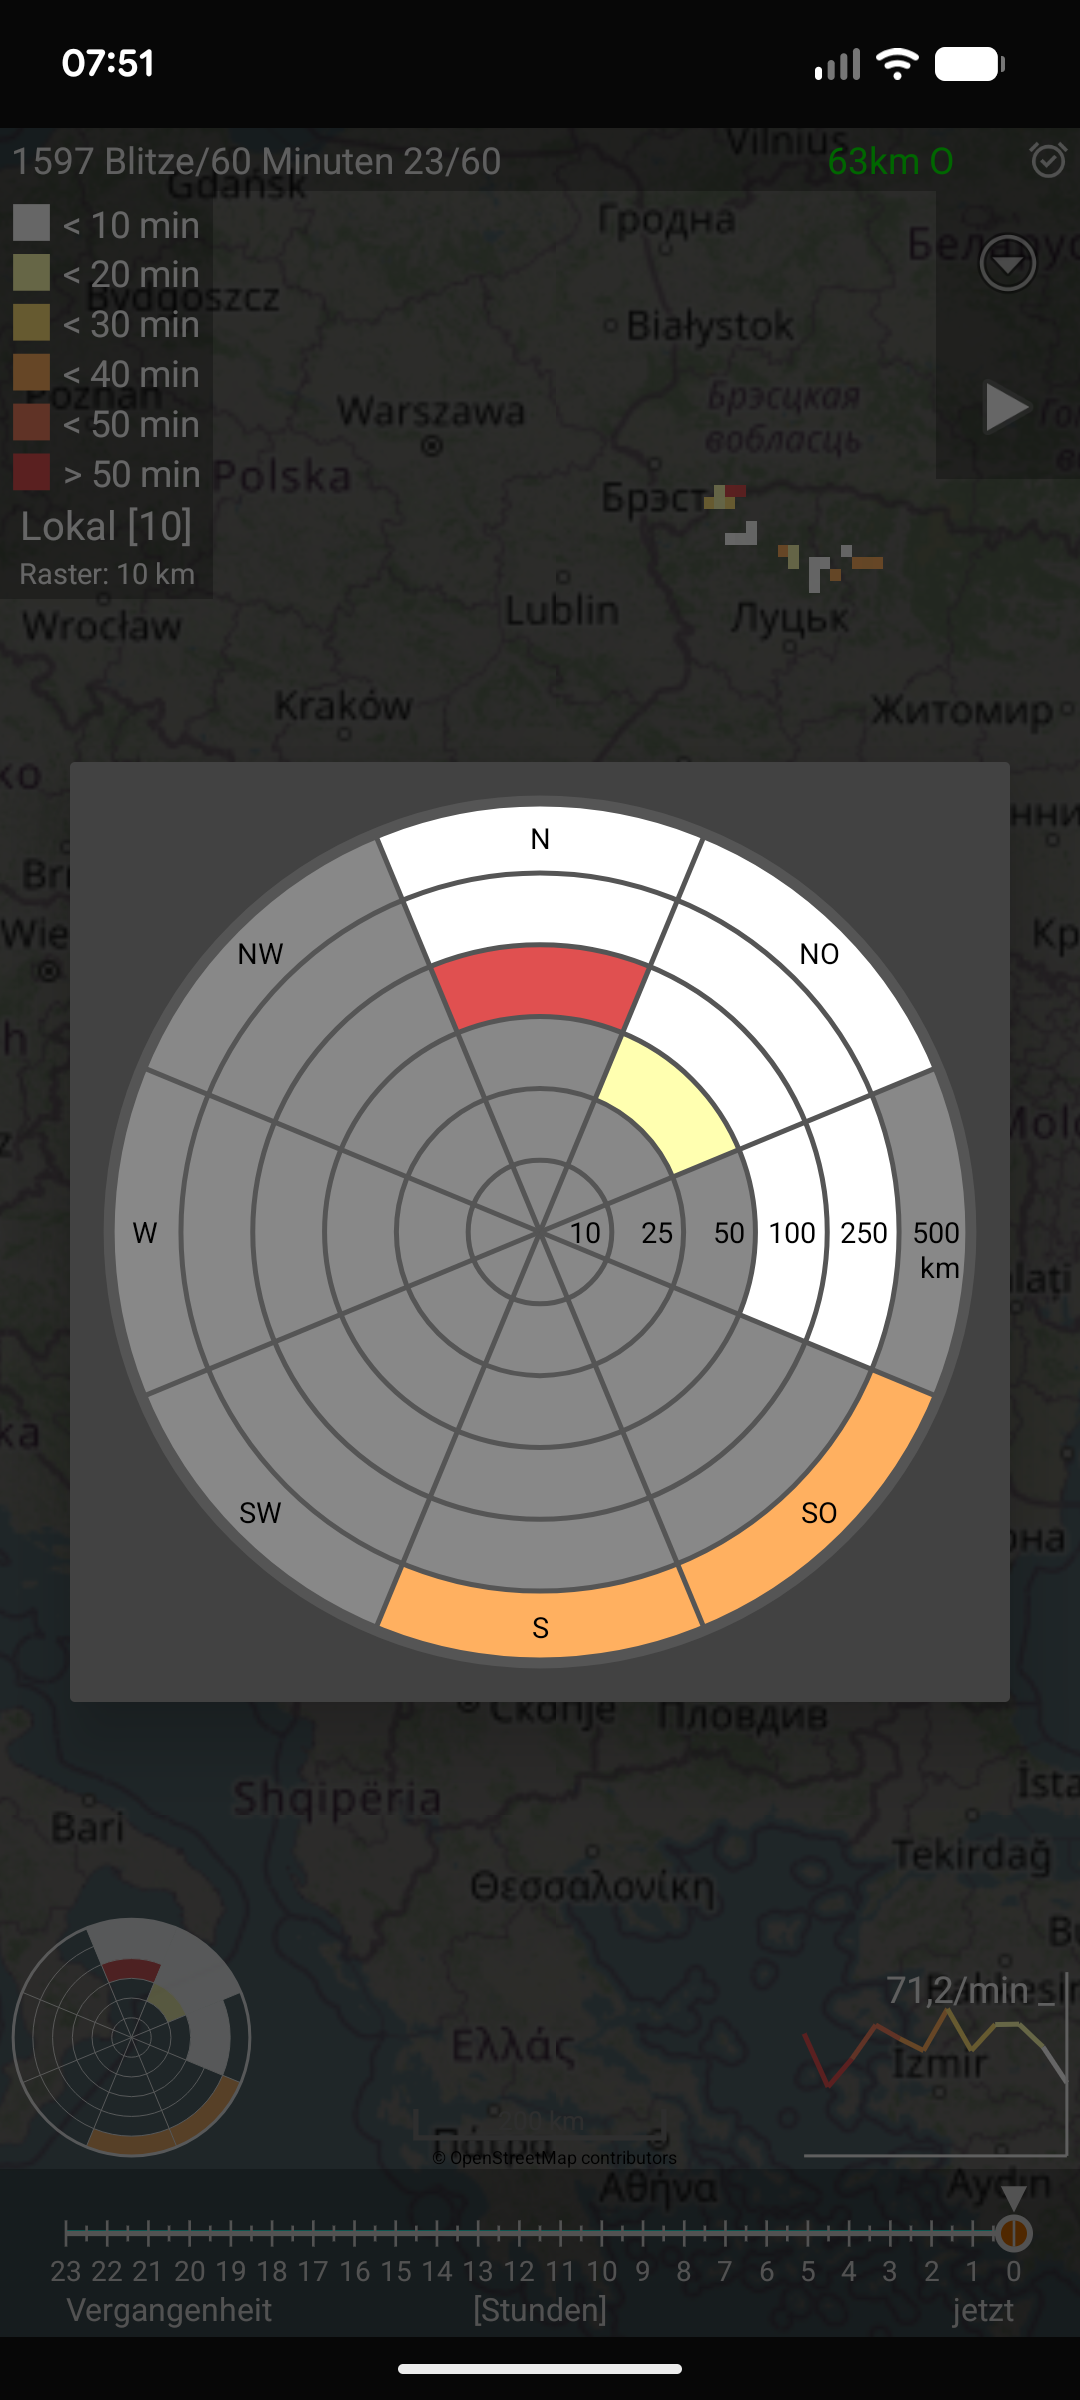 07:51
1597 Blitze/60 Minuten 23/60
63km O
Vilnius
Gdańsk
< 10 min
Гродна
< 20 min
Bydgoszcz
< 30 min
Białystok
< 40 min
Poznań
Брэсцкая
вобласць
Warszawa
< 50 min
> 50 min
Polska
Брэст
Lokal [10]
Raster: 10 km
Wrocław
Lublin
Луцьк
Kraków
Житомир
N
NW
NO
W
10
25
50
100
250
500
km
SW
SO
S
Скопје
Пловдив
Shqipëria
Bari
Tekirdağ
Θεσσαλονίκη
71,2/min
Ελλάς
İzmir
200 km
Πάτρα
© OpenStreetMap contributors
Αθήνα
Aydın
23 22 21 20 19 18 17 16 15 14 13 12 11 10 9 8 7 6 5 4 3 2 1 0
Vergangenheit
[Stunden]
jetzt